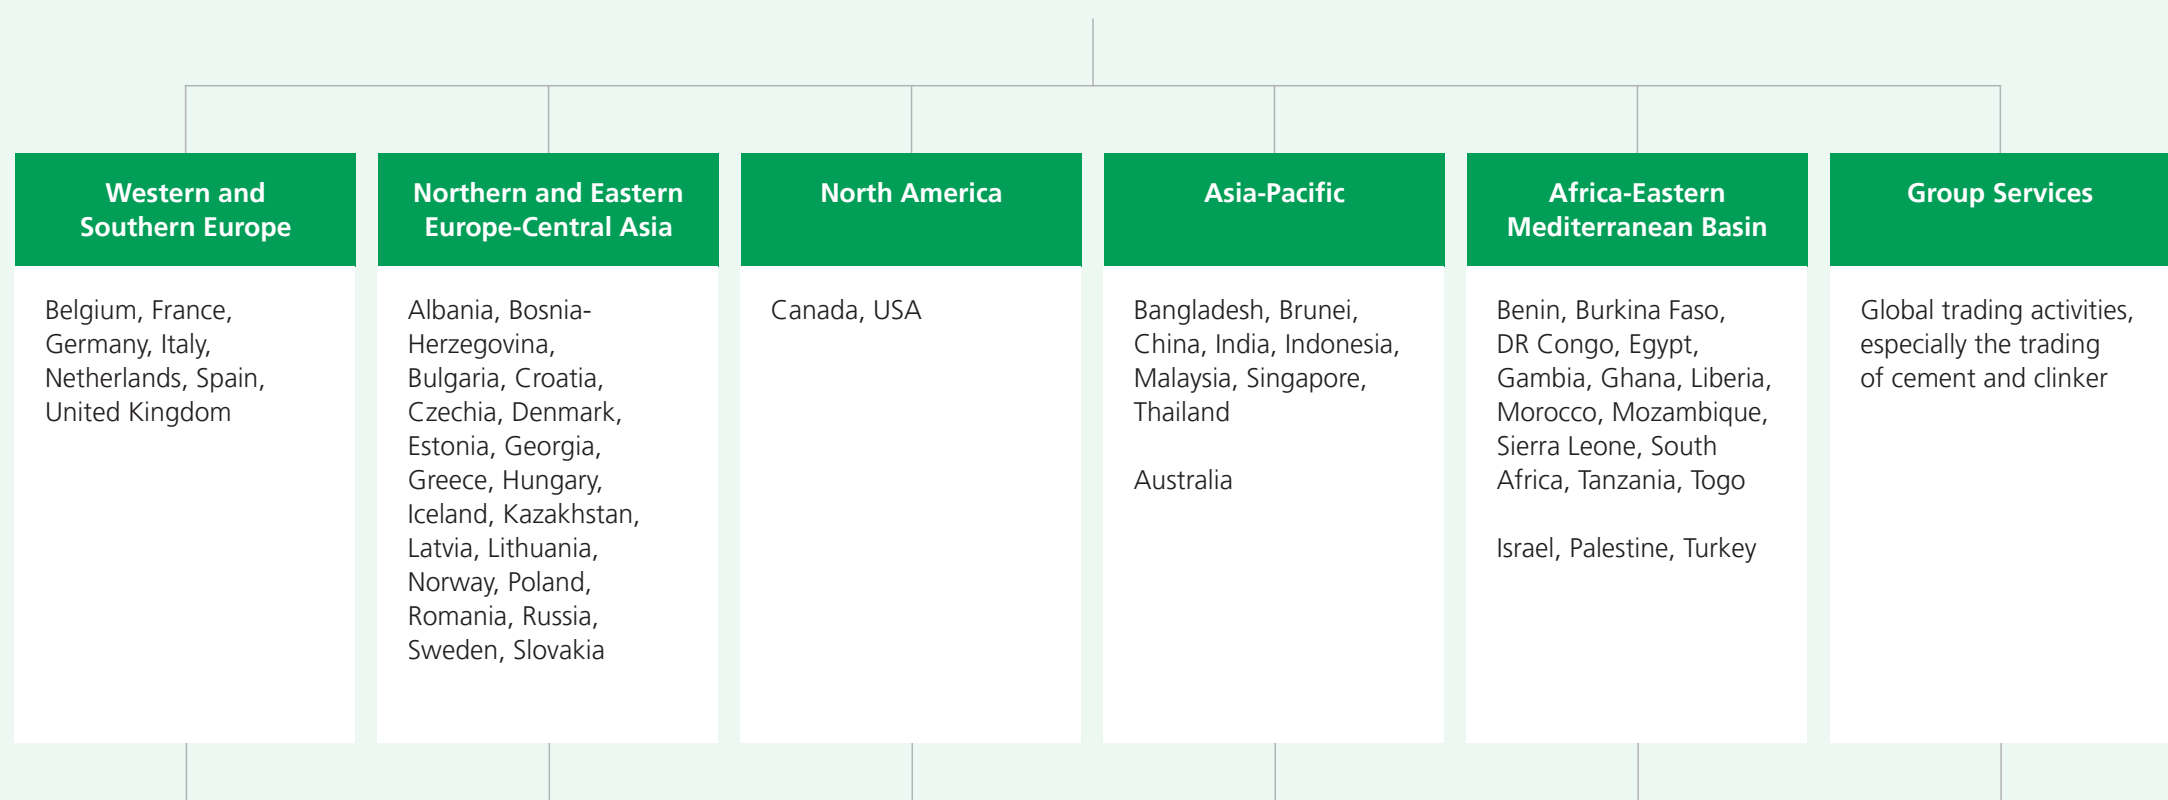 Western and
Southern Europe
Belgium, France,
Germany, Italy,
Netherlands, Spain,
United Kingdom
Northern and Eastern
Europe-Central Asia
Albania, Bosnia-
Herzegovina,
Bulgaria, Croatia,
Czechia, Denmark,
Estonia, Georgia,
Greece, Hungary,
Iceland, Kazakhstan,
Latvia, Lithuania,
Norway, Poland,
Romania, Russia,
Sweden, Slovakia
North America
Canada, USA
Asia-Pacific
Bangladesh, Brunei,
China, India, Indonesia,
Malaysia, Singapore,
Thailand
Australia
Africa-Eastern
Mediterranean Basin
Benin, Burkina Faso,
DR Congo, Egypt,
Gambia, Ghana, Liberia,
Morocco, Mozambique,
Sierra Leone, South
Africa, Tanzania, Togo
Israel, Palestine, Turkey
Group Services
Global trading activities,
especially the trading
of cement and clinker